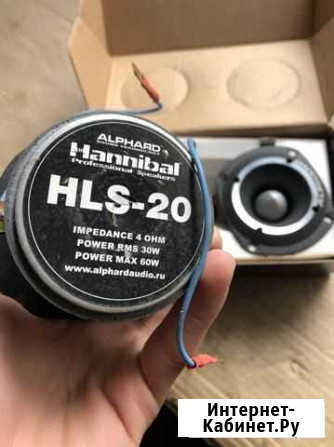 ALPHARD
Hannibal
Professional Speakers
HLS-20
IMPEDANCE 4 OHM
POWER RMS 30W
POWER MAX 60W
www.alphardaudio.ru
Интернет-
Кабинет.Ру